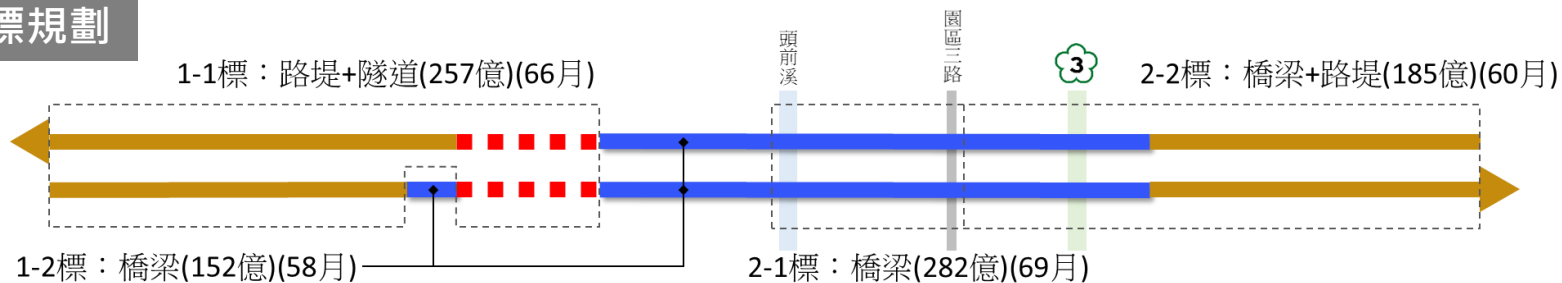 標規劃
1-1標：路堤+隧道(257億)(66月)
頭前溪
園區三路
3
2-2標：橋梁+路堤(185億)(60月)
1-2標：橋梁(152億)(58月)
2-1標：橋梁(282億)(69月)